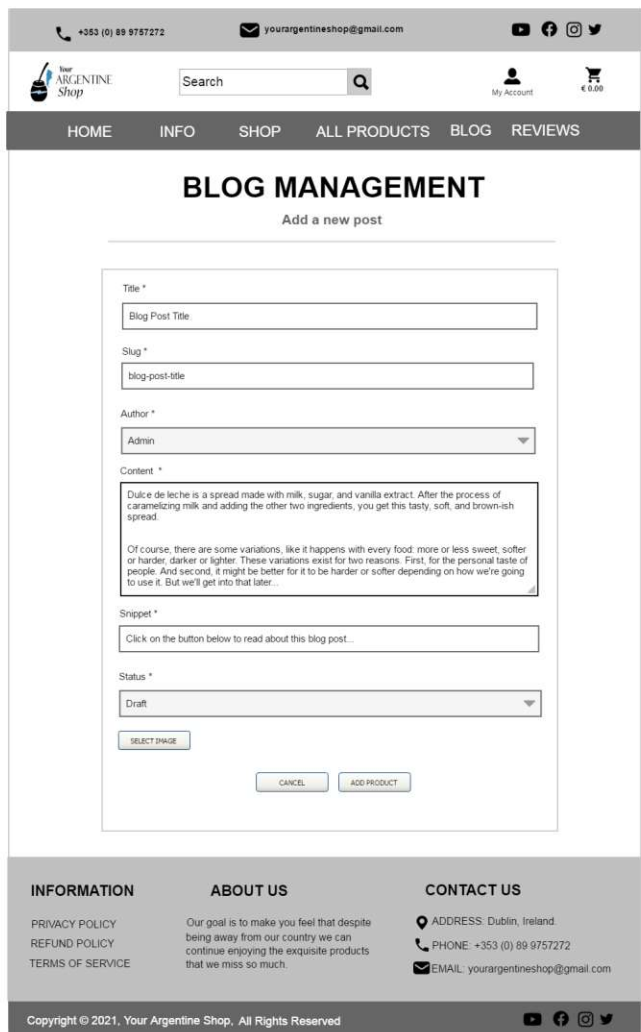 +353 (0) 89 9757272
yourargentineshop@gmail.com
Your
ARGENTINE
Shop
Search
My Account
€ 0.00
HOME INFO SHOP ALL PRODUCTS BLOG REVIEWS
BLOG MANAGEMENT
Add a new post
Title *
Blog Post Title
Slug *
blog-post-title
Author *
Admin
Content *
Dulce de leche is a spread made with milk, sugar, and vanilla extract. After the process of
caramelizing milk and adding the other two ingredients, you get this tasty, soft, and brown-ish
spread.
Of course, there are some variations, like it happens with every food: more or less sweet, softer
or harder, darker or lighter. These variations exist for two reasons. First, for the personal taste of
people. And second, it might be better for it to be harder or softer depending on how we're going
to use it. But we'll get into that later...
Snippet *
Click on the button below to read about this blog post...
Status *
Draft
SELECT IMAGE
CANCEL
ADD PRODUCT
INFORMATION
PRIVACY POLICY
REFUND POLICY
TERMS OF SERVICE
ABOUT US
Our goal is to make you feel that despite
being away from our country we can
continue enjoying the exquisite products
that we miss so much.
CONTACT US
ADDRESS: Dublin, Ireland.
PHONE: +353 (0) 89 9757272
EMAIL: yourargentineshop@gmail.com
Copyright © 2021, Your Argentine Shop, All Rights Reserved